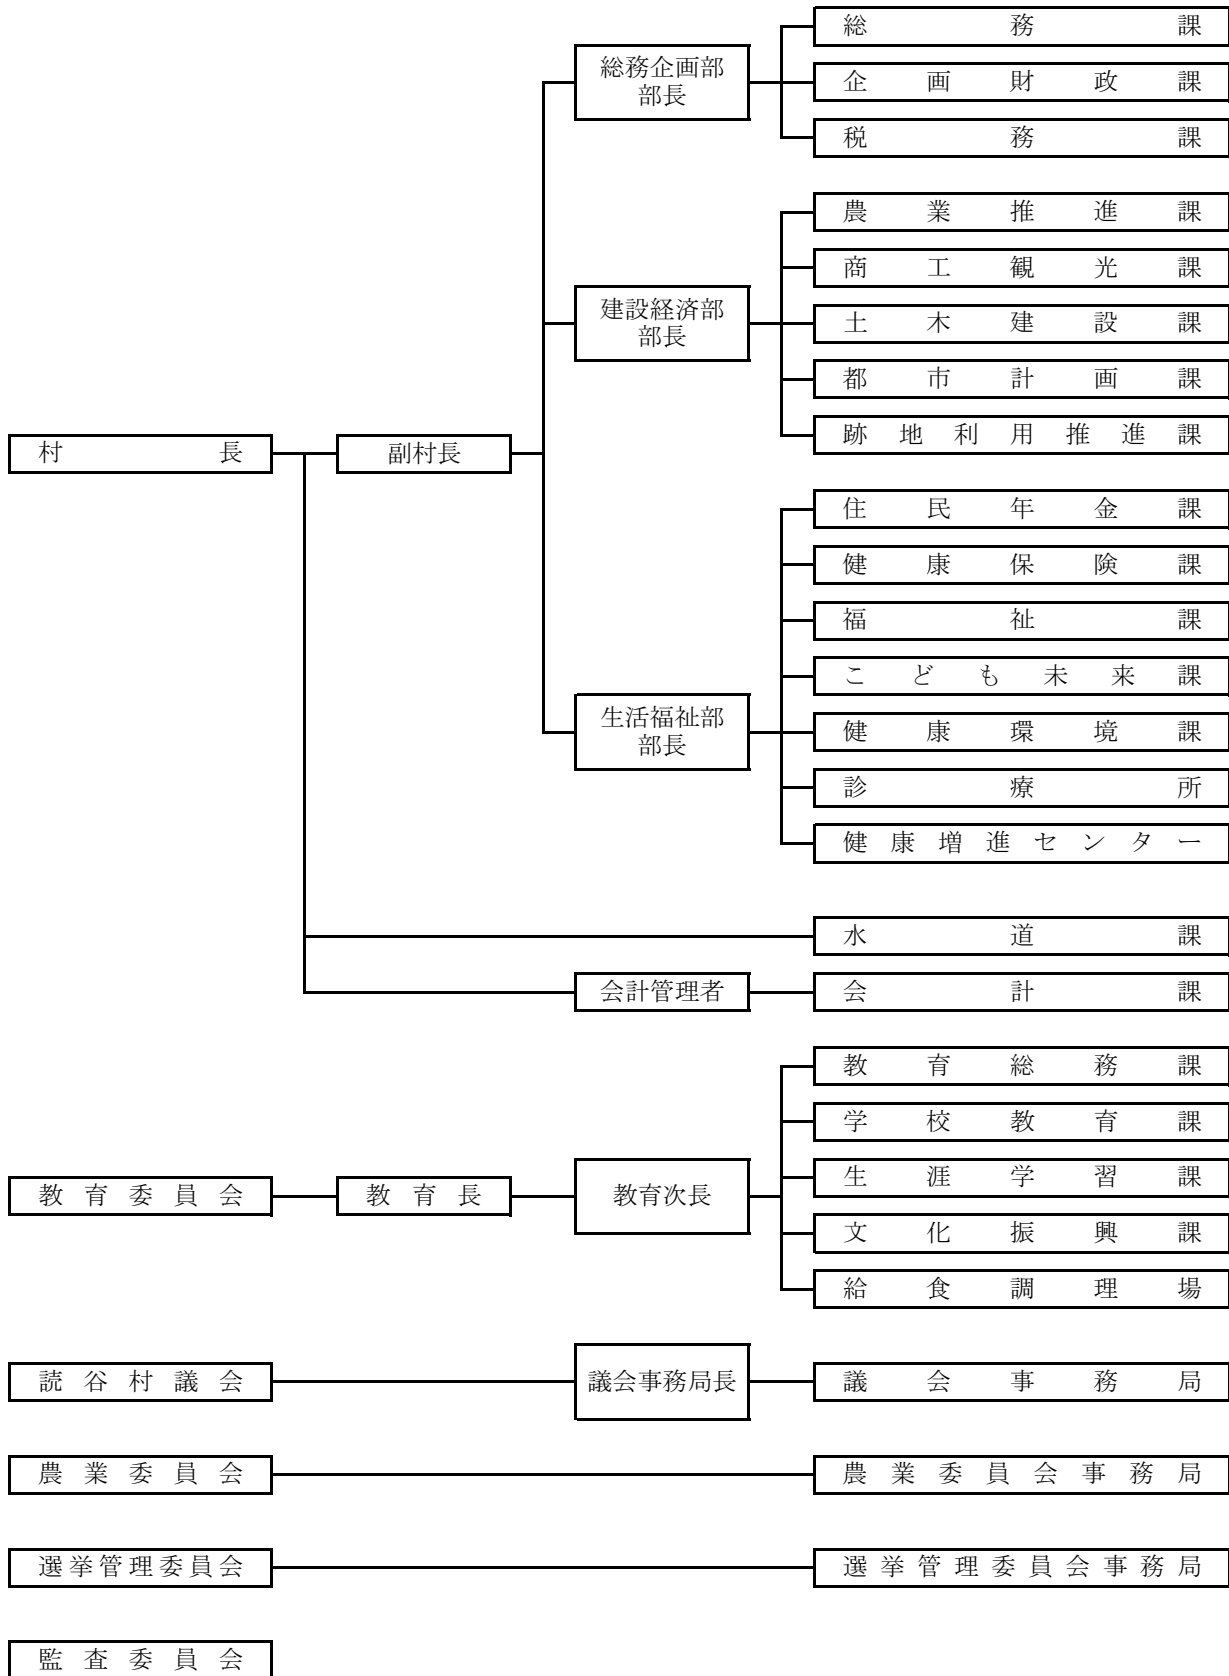 総務課
総務企画部
部長
企画財政課
税務課
農業推進課
商工観光課
建設経済部
部長
土木建設課
都市計画課
跡地利用推進課
村長
副村長
住民年金課
健康保険課
福祉課
こども未来課
生活福祉部
部長
健康環境課
診療所
健康増進センター
水道課
会計管理者
会計課
教育総務課
学校教育課
教育委員会
教育長
教育次長
生涯学習課
文化振興課
給食調理場
読谷村議会
議会事務局長
議会事務局
農業委員会
農業委員会事務局
選挙管理委員会
選挙管理委員会事務局
監査委員会